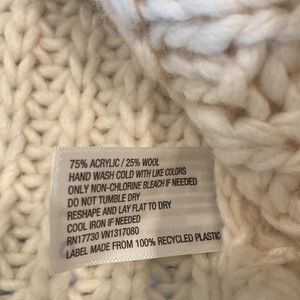 75% ACRYLIC / 25% WOOL
HAND WASH COLD WITH LIKE COLORS
ONLY NON-CHLORINE BLEACH IF NEEDED
DO NOT TUMBLE DRY
RESHAPE AND LAY FLAT TO DRY
COOL IRON IF NEEDED
RN17730 VN1317080
LABEL MADE FROM 100% RECYCLED PLASTIC